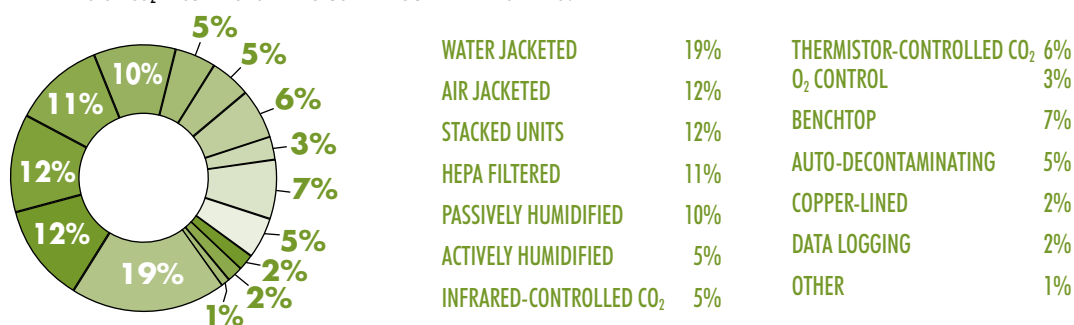 5%
5%
10%
6%
11%
3%
12%
7%
12%
5%
19%
2%
2%
1%
WATER JACKETED 19%
AIR JACKETED 12%
STACKED UNITS 12%
HEPA FILTERED 11%
PASSIVELY HUMIDIFIED 10%
ACTIVELY HUMIDIFIED 5%
INFRARED-CONTROLLED CO₂ 5%
THERMISTOR-CONTROLLED CO₂ 6%
O₂ CONTROL 3%
BENCHTOP 7%
AUTO-DECONTAMINATING 5%
COPPER-LINED 2%
DATA LOGGING 2%
OTHER 1%